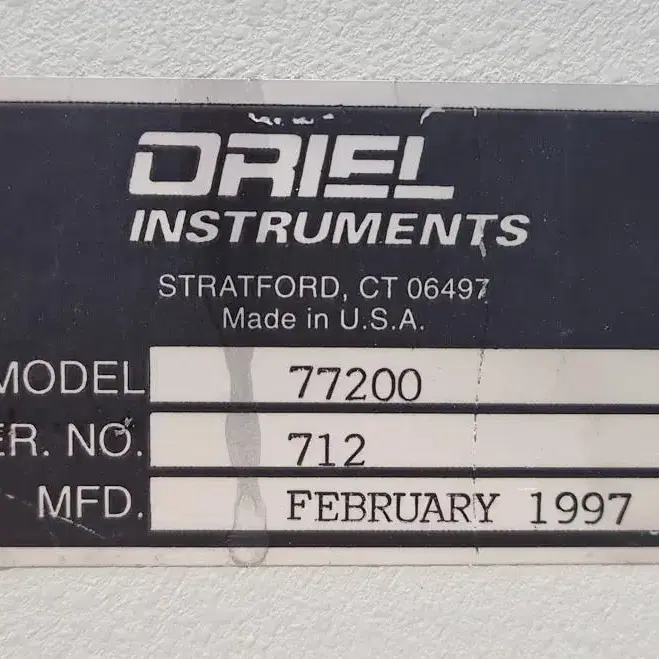 ORIEL
INSTRUMENTS
STRATFORD, CT 06497
Made in U.S.A.
MODEL 77200
ER. NO. 712
MFD. FEBRUARY 1997